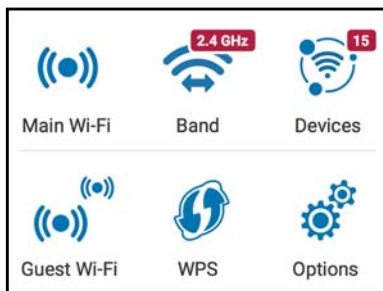 2.4 GHz
15
Main Wi-Fi
Band
Devices
Guest Wi-Fi
WPS
Options